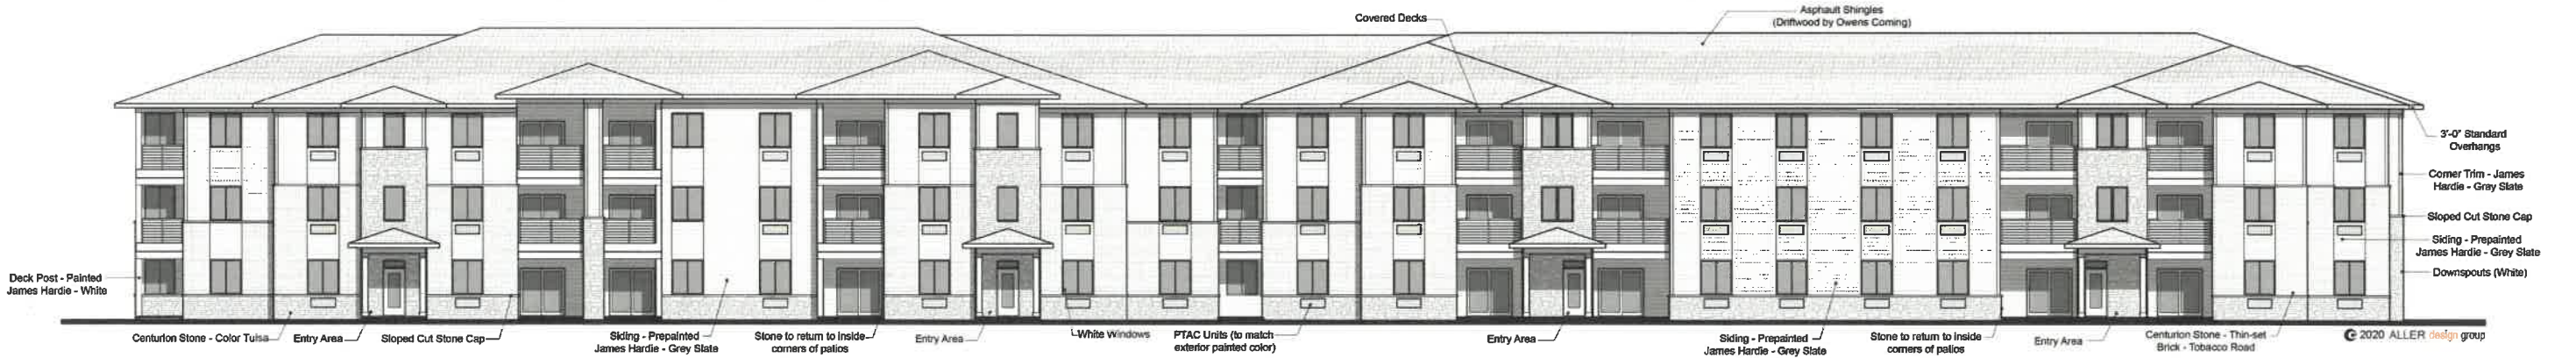 Covered Decks
Asphault Shingles
(Driftwood by Owens Corning)
3'-0" Standard
Overhangs
Corner Trim - James
Hardie - Grey Slate
Sloped Cut Stone Cap
Siding - Prepainted
James Hardie - Grey Slate
Downspouts (White)
Deck Post - Painted
James Hardie - White
Centurion Stone - Color Tulsa
Entry Area
Sloped Cut Stone Cap
Siding - Prepainted
James Hardie - Grey Slate
Stone to return to inside
corners of patios
Entry Area
White Windows
PTAC Units (to match
exterior painted color)
Entry Area
Siding - Prepainted
James Hardie - Grey Slate
Stone to return to inside
corners of patios
Entry Area
Centurion Stone - Thin-set
Brick - Tobacco Road
© 2020 ALLER design group